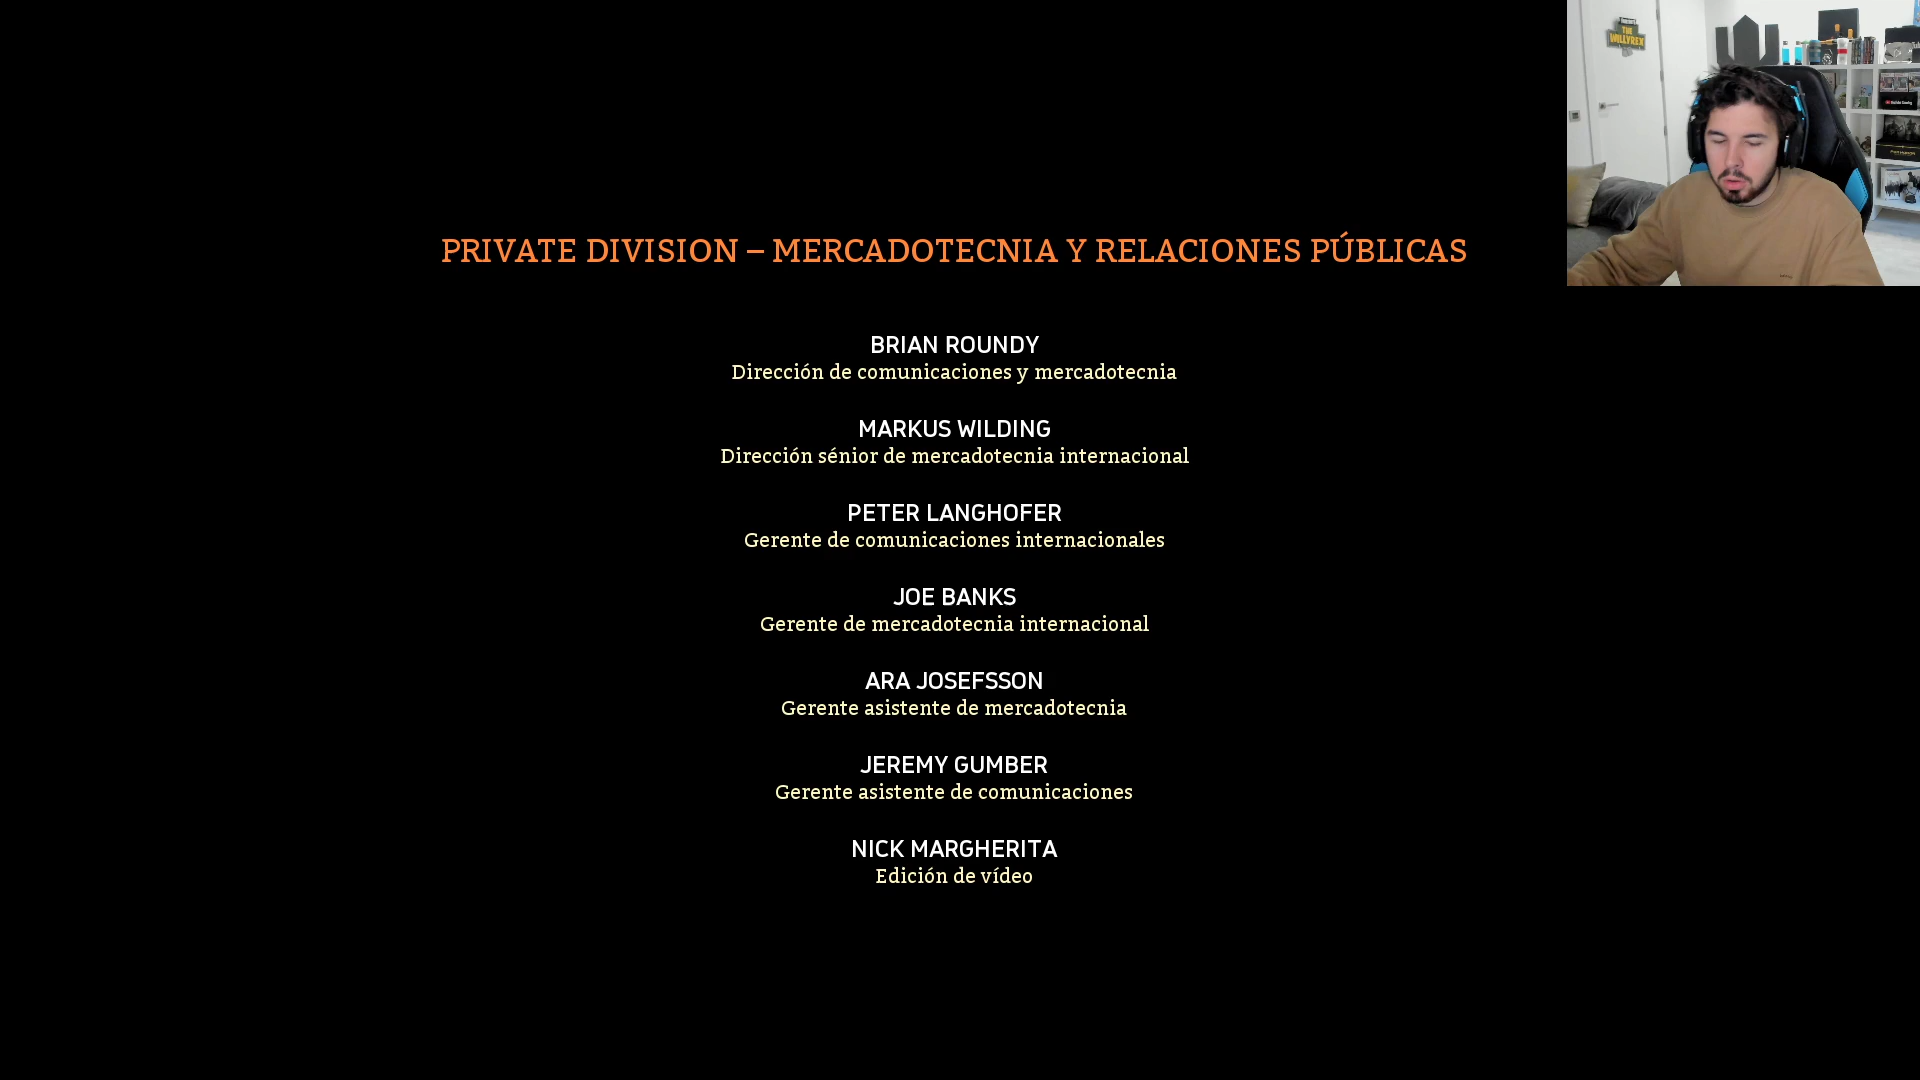 PRIVATE DIVISION – MERCADOTECNIA Y RELACIONES PÚBLICAS
BRIAN ROUNDY
Dirección de comunicaciones y mercadotecnia
MARKUS WILDING
Dirección sénior de mercadotecnia internacional
PETER LANGHOFER
Gerente de comunicaciones internacionales
JOE BANKS
Gerente de mercadotecnia internacional
ARA JOSEFSSON
Gerente asistente de mercadotecnia
JEREMY GUMBER
Gerente asistente de comunicaciones
NICK MARGHERITA
Edición de vídeo
THE
WILLYREX